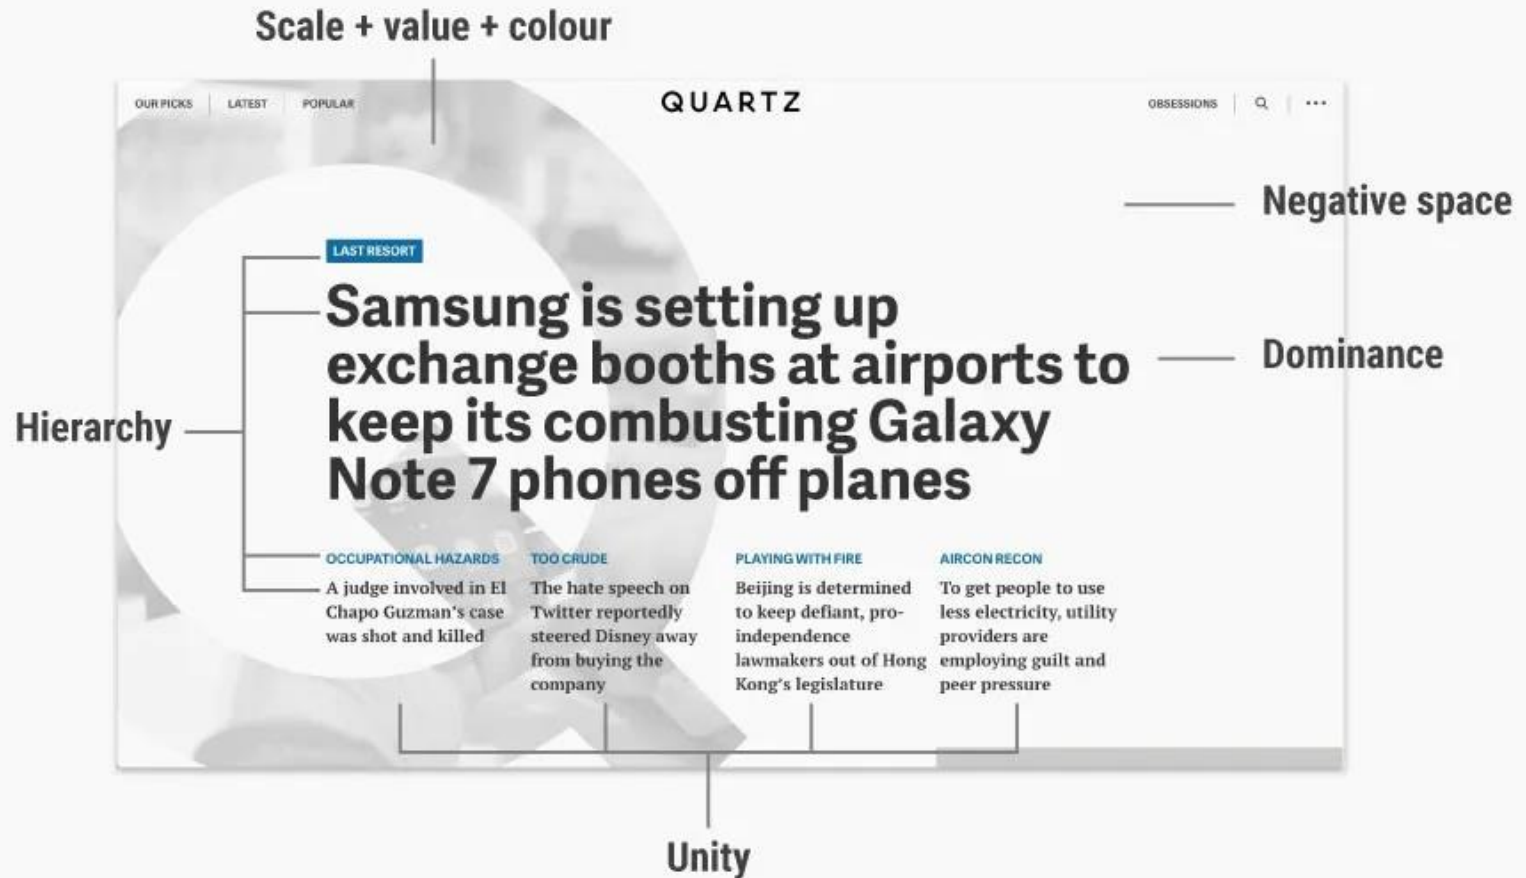 Scale + value + colour
OUR PICKS
LATEST
POPULAR
QUARTZ
OBSESSIONS
Negative space
LAST RESORT
Samsung is setting up
exchange booths at airports to
keep its combusting Galaxy
Note 7 phones off planes
Dominance
Hierarchy
OCCUPATIONAL HAZARDS
A judge involved in El
Chapo Guzman's case
was shot and killed
TOO CRUDE
The hate speech on
Twitter reportedly
steered Disney away
from buying the
company
PLAYING WITH FIRE
Beijing is determined
to keep defiant, pro-
independence
lawmakers out of Hong
Kong's legislature
AIRCON RECON
To get people to use
less electricity, utility
providers are
employing guilt and
peer pressure
Unity